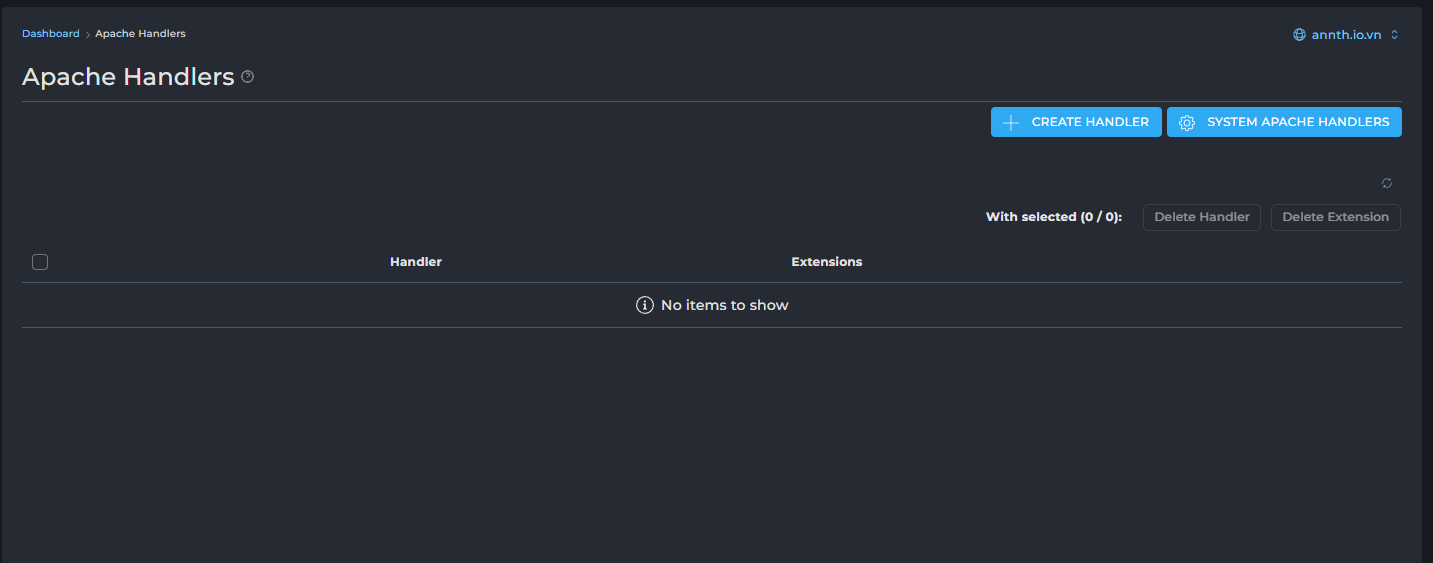 Dashboard > Apache Handlers
annth.io.vn
Apache Handlers
CREATE HANDLER
SYSTEM APACHE HANDLERS
With selected (0 / 0):
Delete Handler
Delete Extension
Handler
Extensions
No items to show